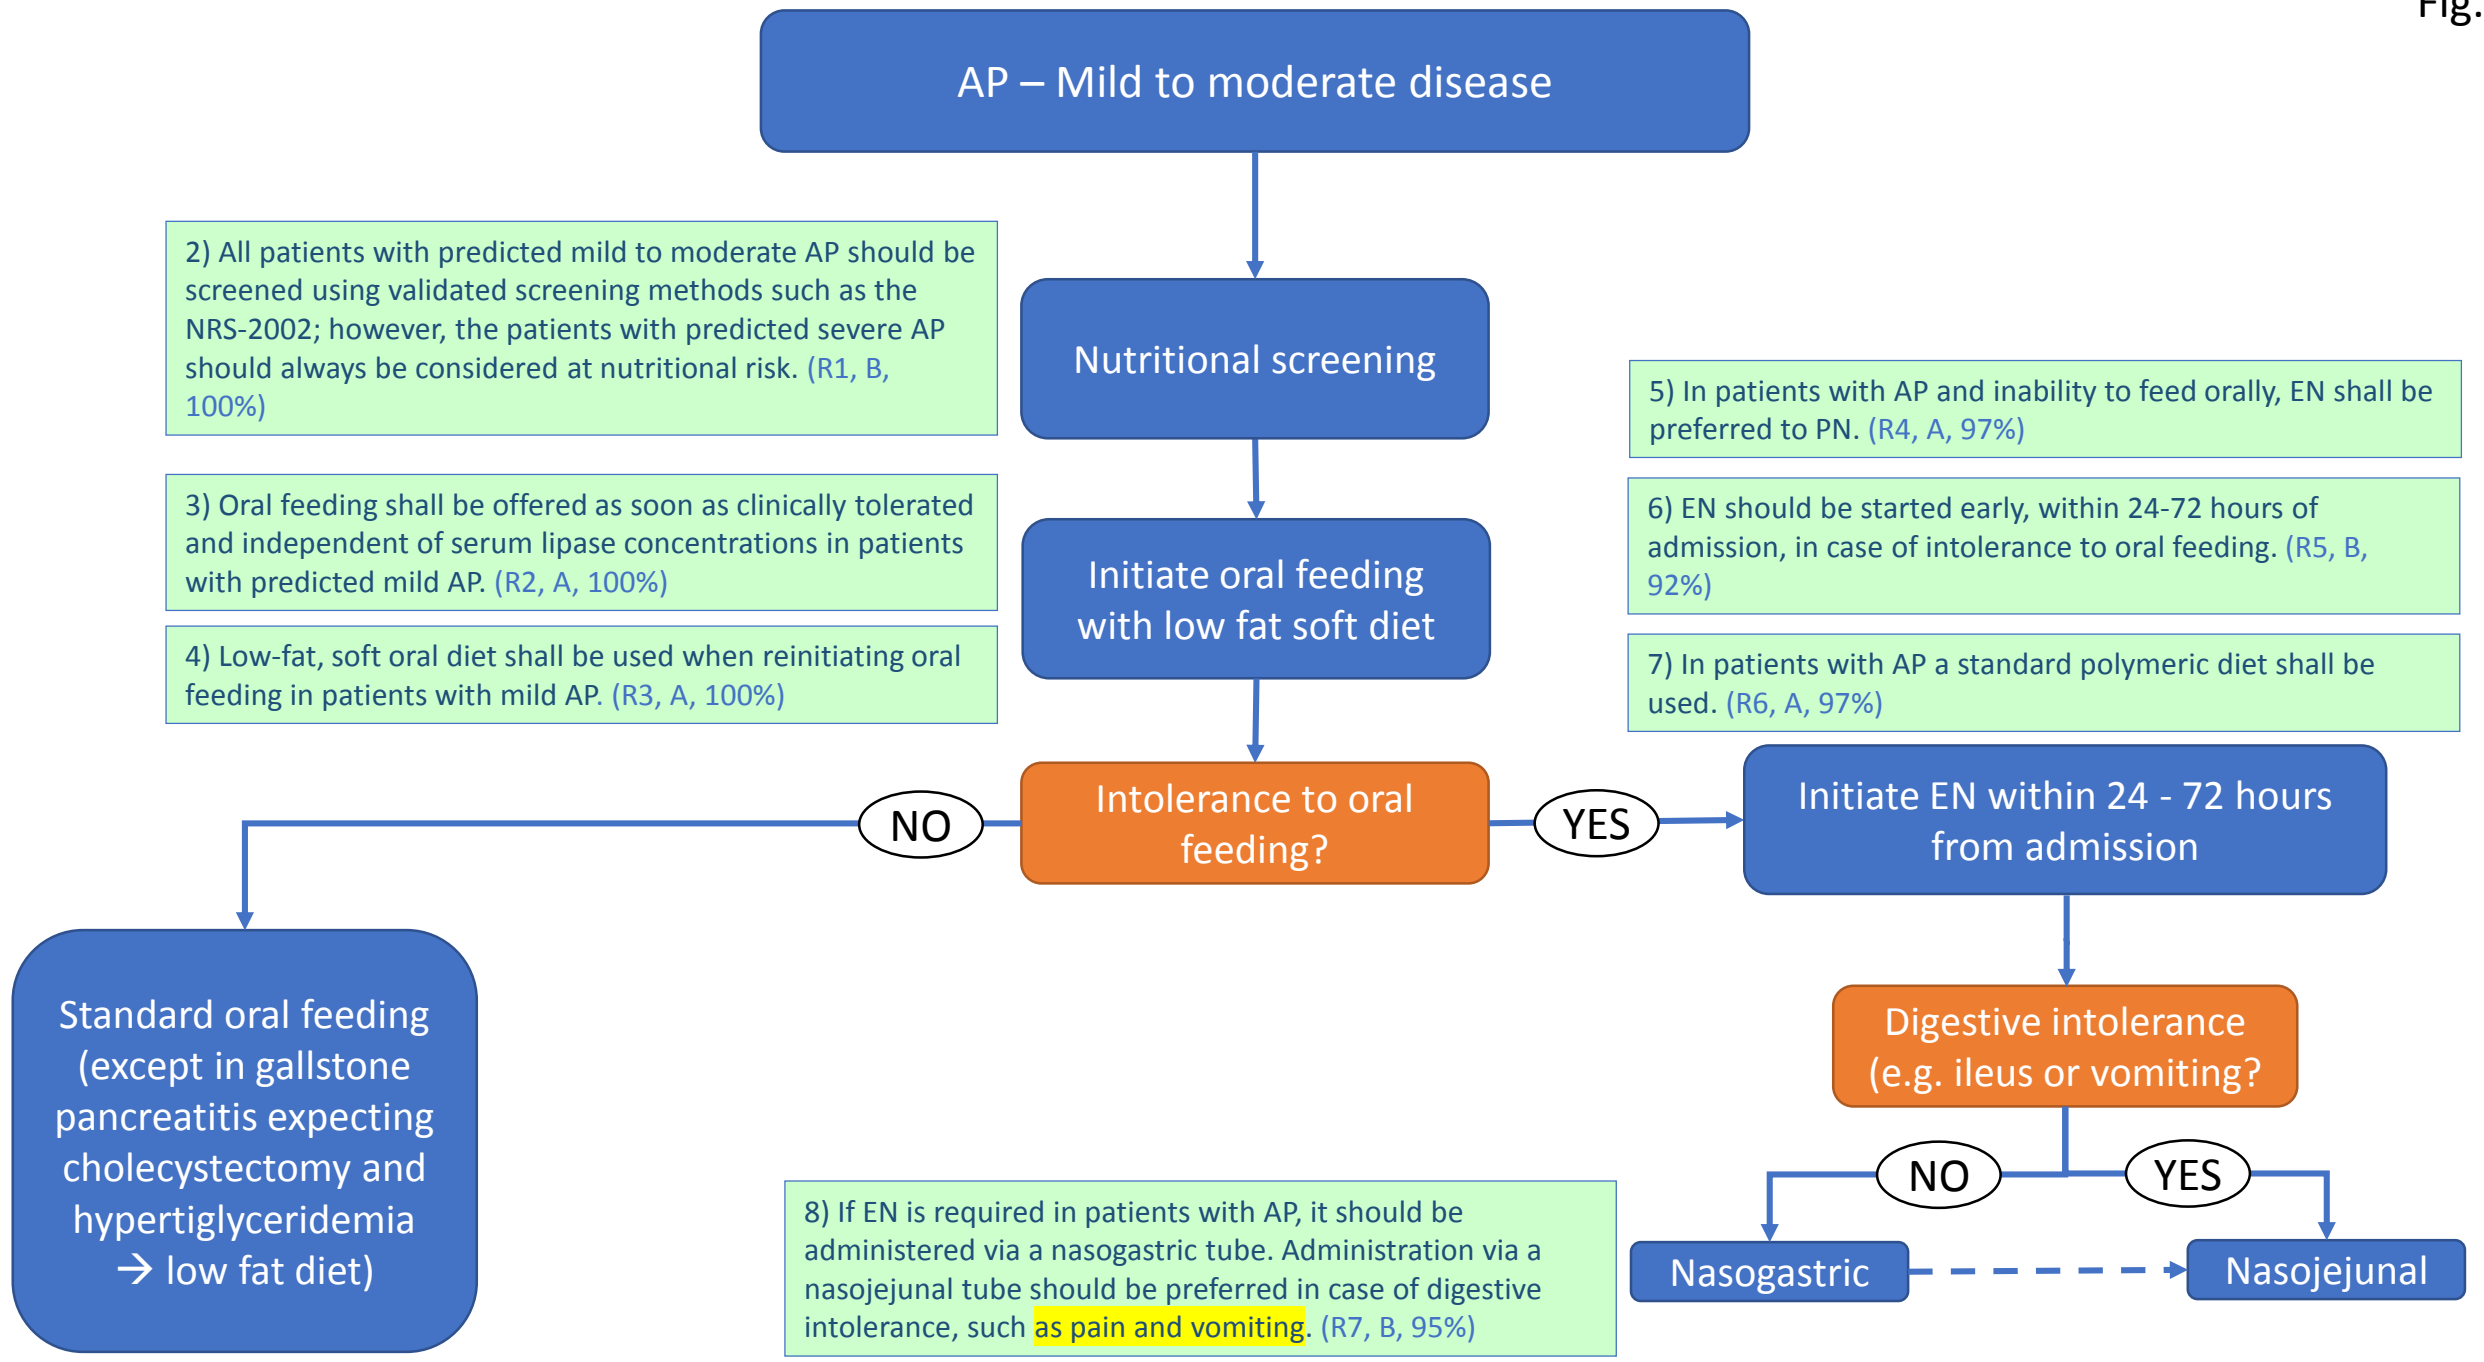 Fig.
AP – Mild to moderate disease
2) All patients with predicted mild to moderate AP should be
screened using validated screening methods such as the
NRS-2002; however, the patients with predicted severe AP
should always be considered at nutritional risk. (R1, B,
100%)
Nutritional screening
5) In patients with AP and inability to feed orally, EN shall be
preferred to PN. (R4, A, 97%)
3) Oral feeding shall be offered as soon as clinically tolerated
and independent of serum lipase concentrations in patients
with predicted mild AP. (R2, A, 100%)
Initiate oral feeding
with low fat soft diet
6) EN should be started early, within 24-72 hours of
admission, in case of intolerance to oral feeding. (R5, B,
92%)
4) Low-fat, soft oral diet shall be used when reinitiating oral
feeding in patients with mild AP. (R3, A, 100%)
7) In patients with AP a standard polymeric diet shall be
used. (R6, A, 97%)
NO
Intolerance to oral
feeding?
YES
Initiate EN within 24 - 72 hours
from admission
Standard oral feeding
(except in gallstone
pancreatitis expecting
cholecystectomy and
hypertiglyceridemia
→ low fat diet)
Digestive intolerance
(e.g. ileus or vomiting?
NO
YES
8) If EN is required in patients with AP, it should be
administered via a nasogastric tube. Administration via a
nasojejunal tube should be preferred in case of digestive
intolerance, such as pain and vomiting. (R7, B, 95%)
Nasogastric
Nasojejunal